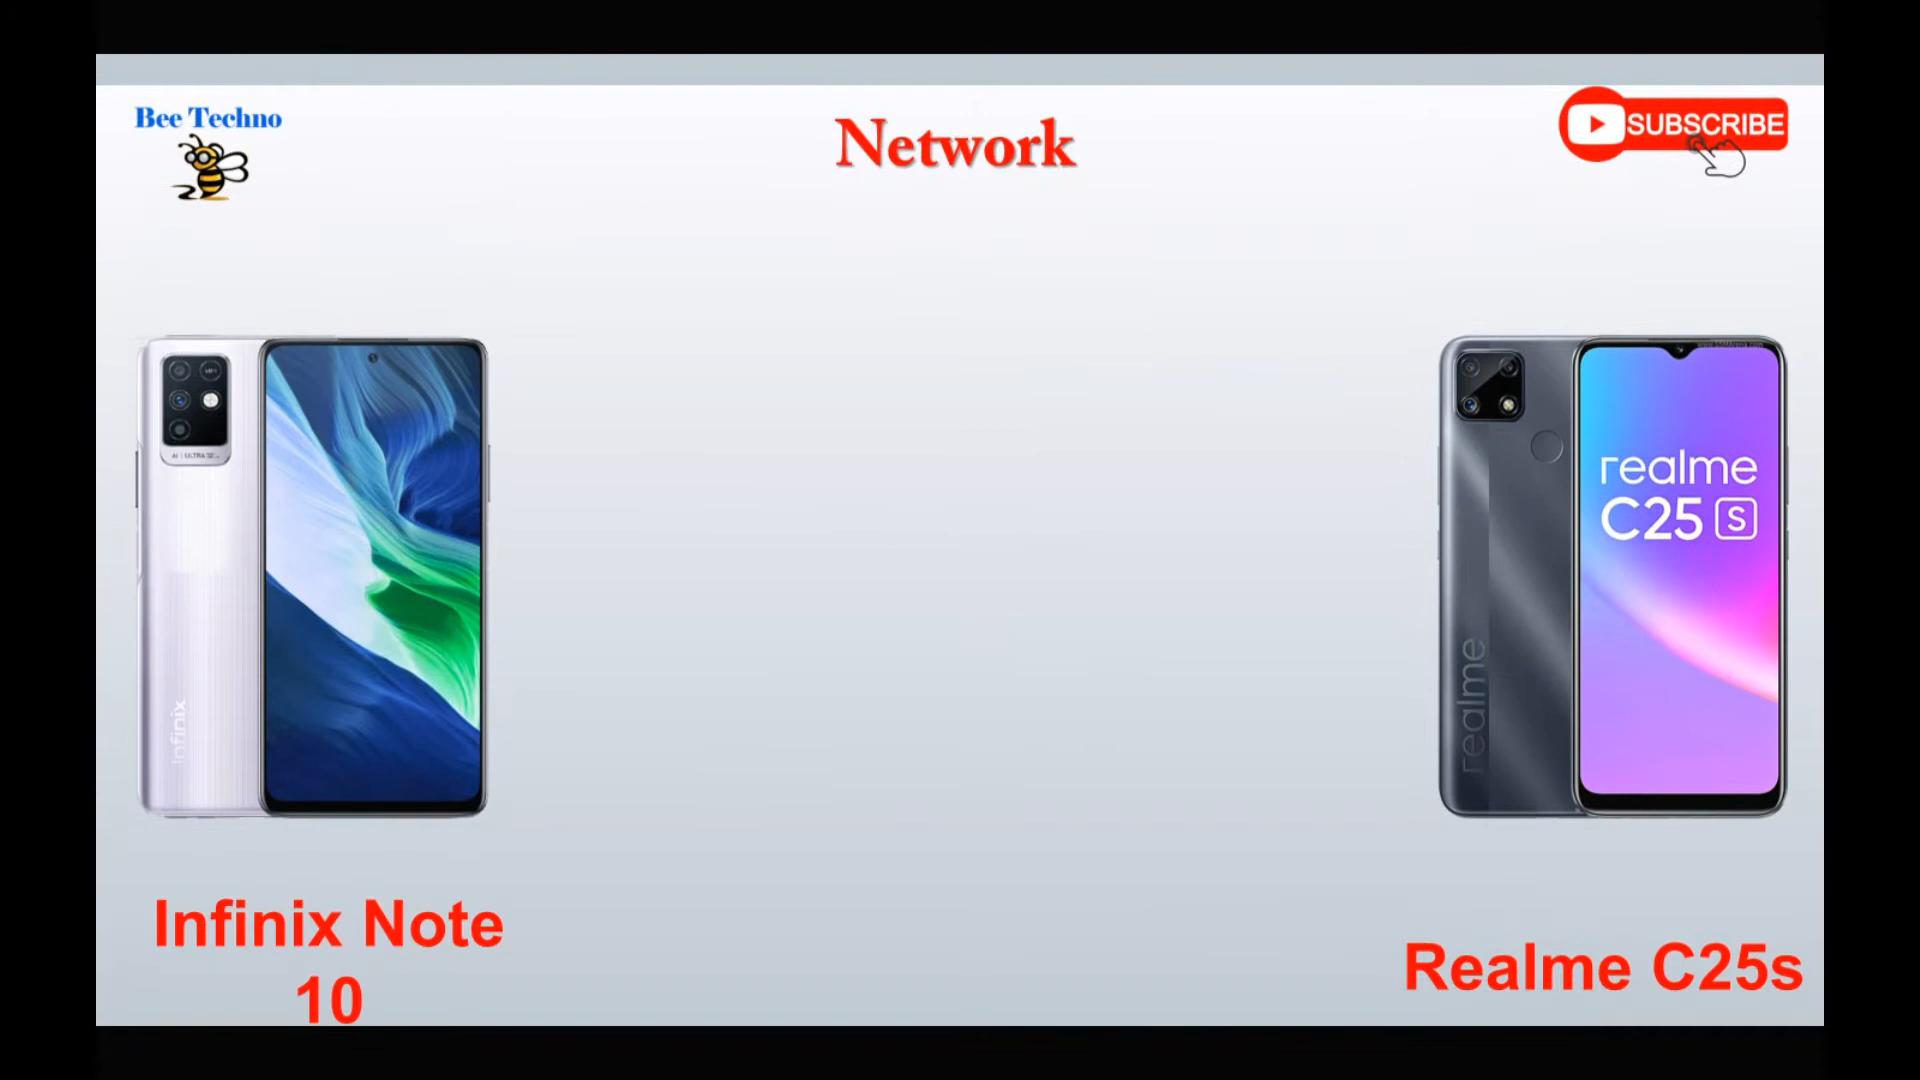 Bee Techno
Network
SUBSCRIBE
realme
C25 S
infinix
realme
Infinix Note
10
Realme C25s